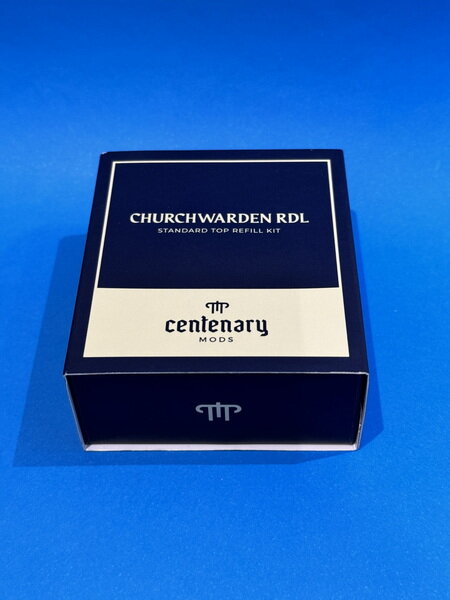 CHURCHWARDEN RDL
STANDARD TOP REFILL KIT
centenary
MODS